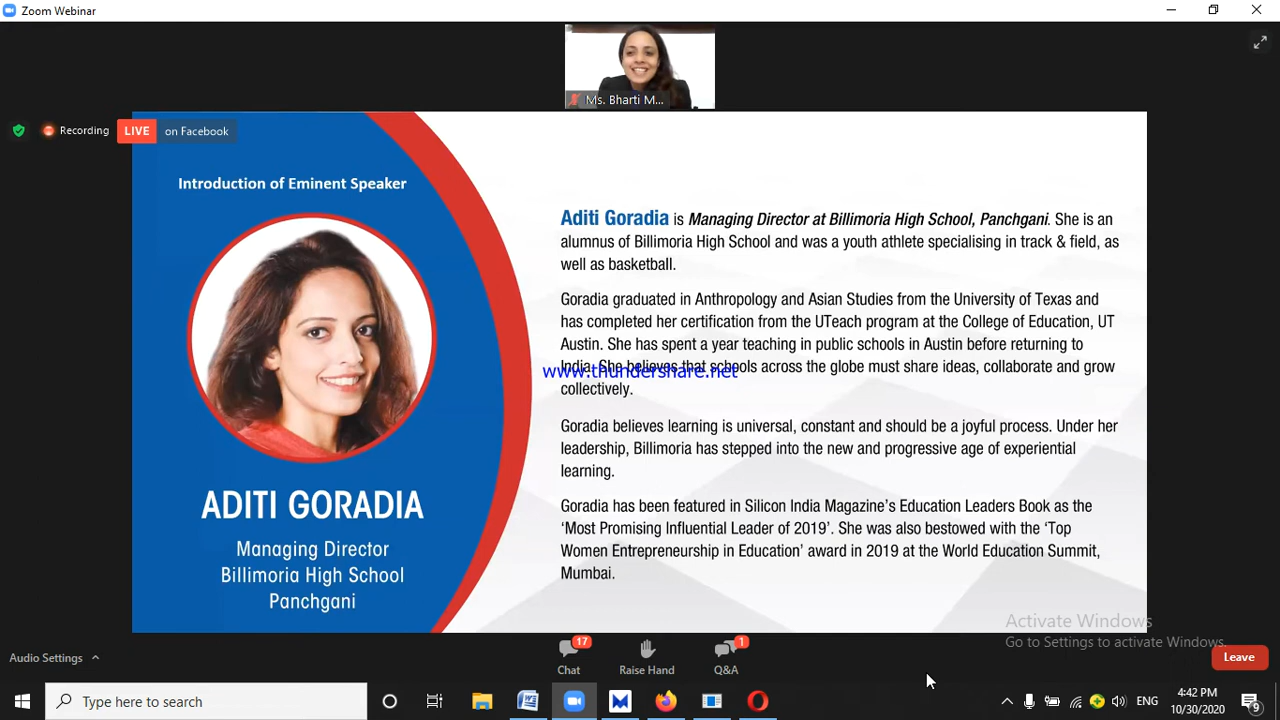 Zoom Webinar
Ms. Bharti M...
Recording
LIVE on Facebook
Introduction of Eminent Speaker
ADITI GORADIA
Managing Director
Billimoria High School
Panchgani
Aditi Goradia is Managing Director at Billimoria High School, Panchgani. She is an
alumnus of Billimoria High School and was a youth athlete specialising in track & field, as
well as basketball.
Goradia graduated in Anthropology and Asian Studies from the University of Texas and
has completed her certification from the UTeach program at the College of Education, UT
Austin. She has spent a year teaching in public schools in Austin before returning to
India. She believes that schools across the globe must share ideas, collaborate and grow
collectively.
www.thundershare.net
Goradia believes learning is universal, constant and should be a joyful process. Under her
leadership, Billimoria has stepped into the new and progressive age of experiential
learning.
Goradia has been featured in Silicon India Magazine's Education Leaders Book as the
‘Most Promising Influential Leader of 2019’. She was also bestowed with the ‘Top
Women Entrepreneurship in Education’ award in 2019 at the World Education Summit,
Mumbai.
Activate Windows
Go to Settings to activate Windows.
Audio Settings
17
Chat
Raise Hand
1
Q&A
Leave
Type here to search
ENG
4:42 PM
10/30/2020
9